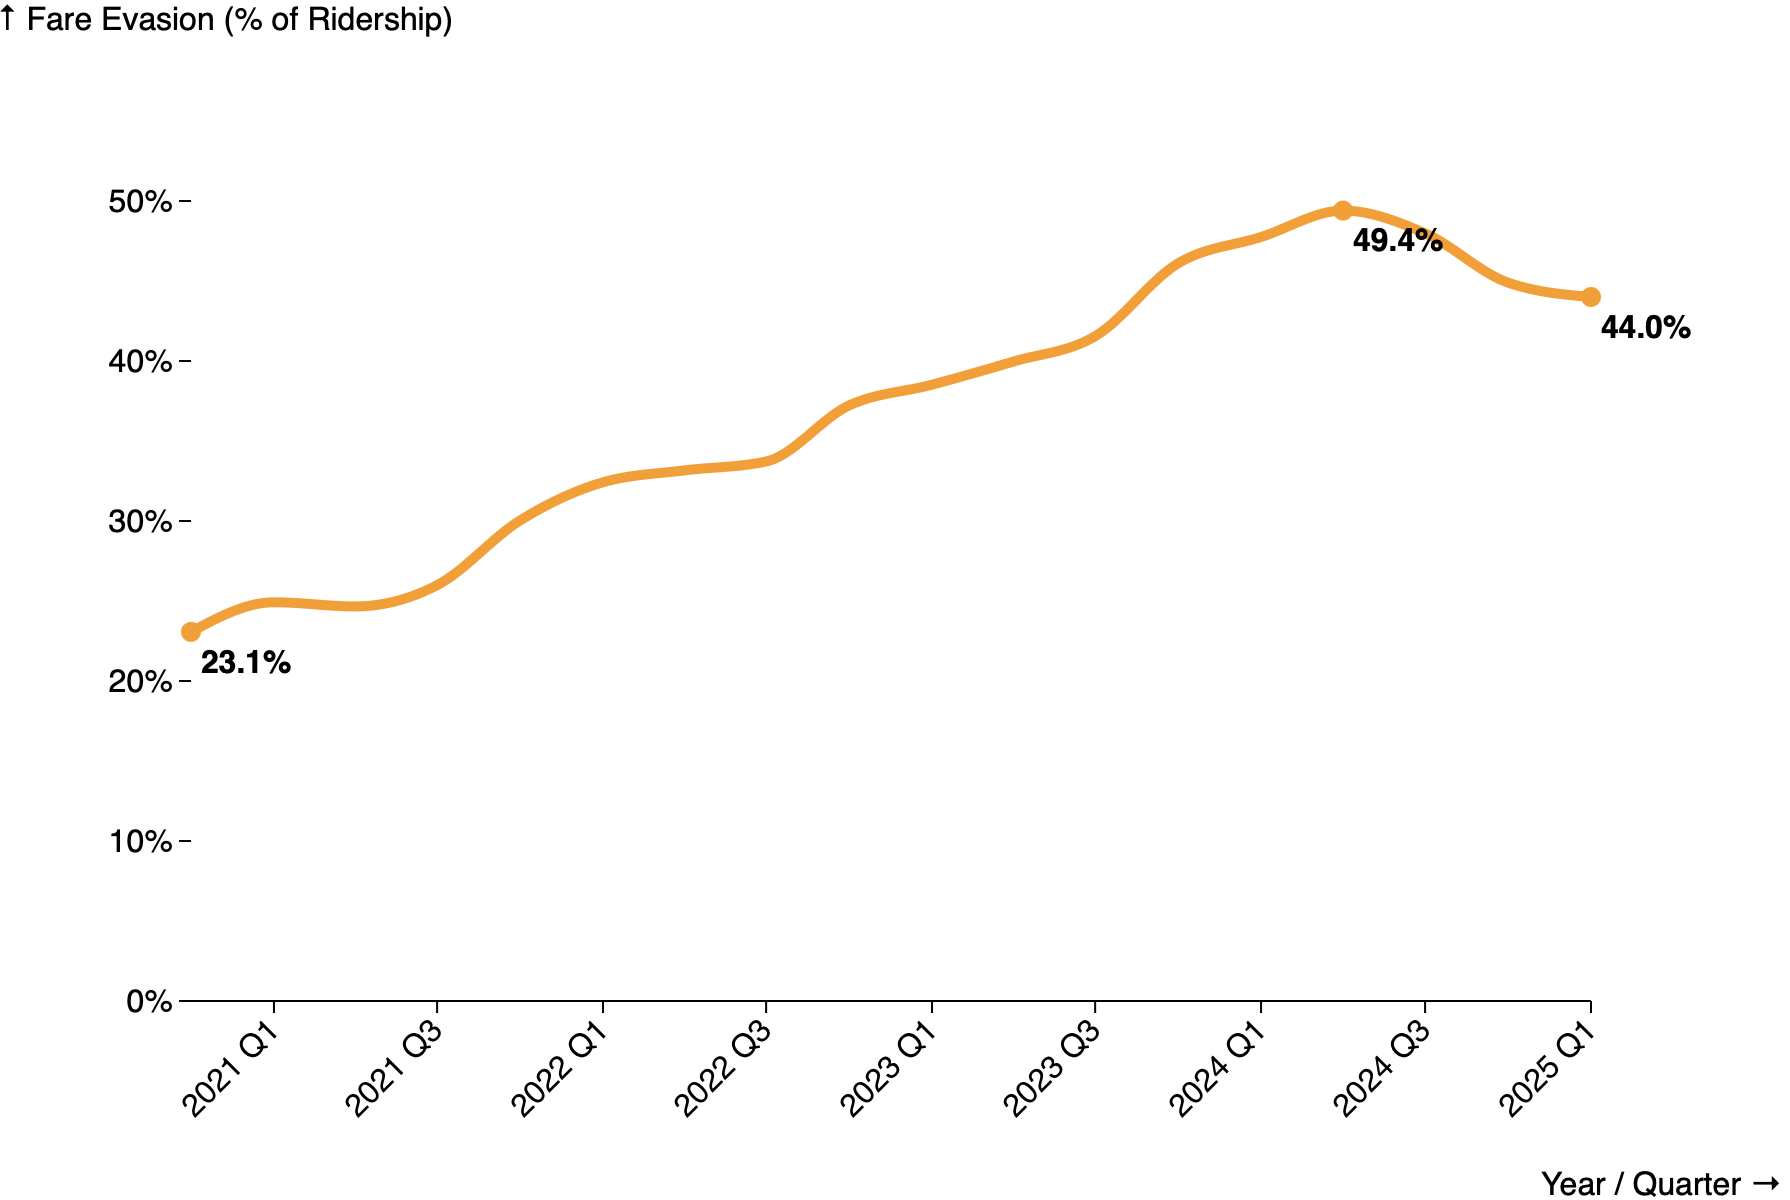 ↑ Fare Evasion (% of Ridership)
50%
49.4%
44.0%
40%
30%
23.1%
20%
10%
0%
2021 Q1
2021 Q3
2022 Q1
2022 Q3
2023 Q1
2023 Q3
2024 Q1
2024 Q3
2025 Q1
Year / Quarter →